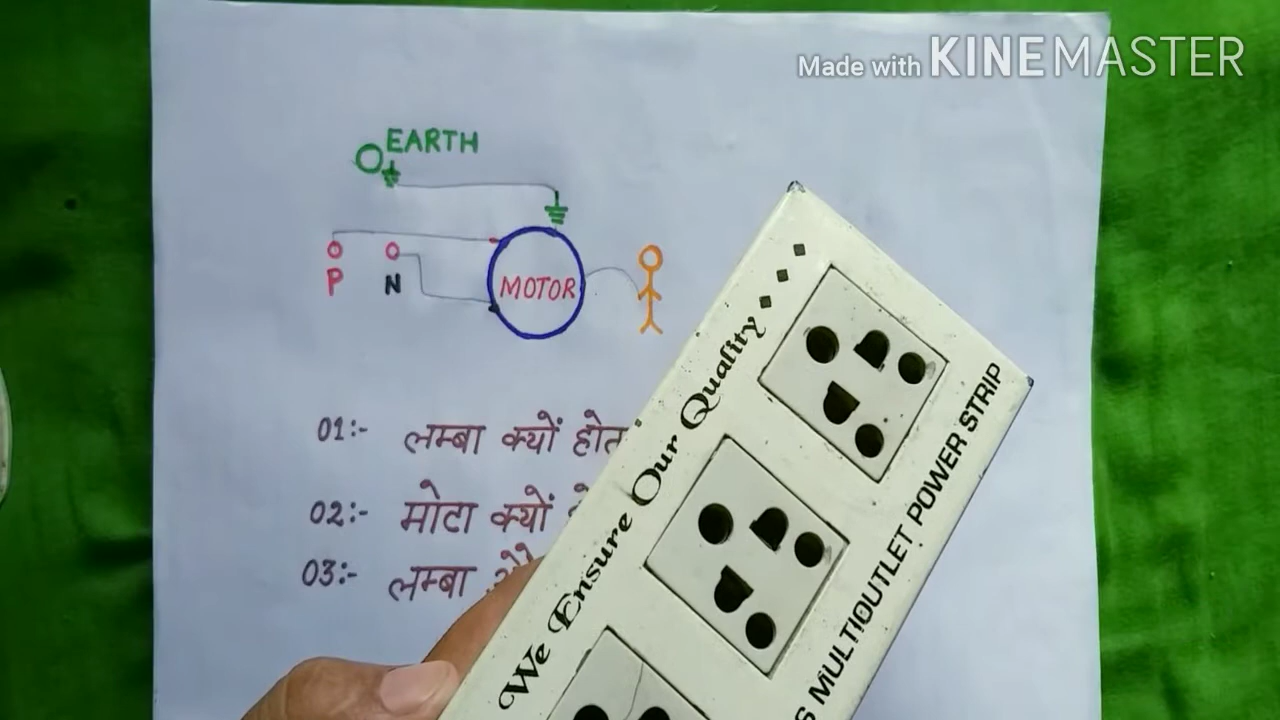 Made with KINEMASTER
EARTH
P
N
MOTOR
01:- लम्बा क्यों
02:- मोटा क्यों
03:- लम्बा
We Ensure Our Quality
MULTIOUTLET POWER STRIP